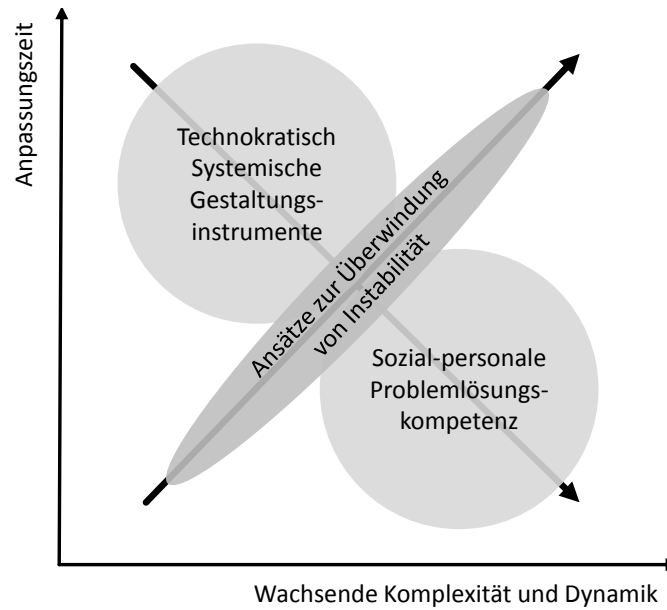 Anpassungszeit
Technokratisch
Systemische
Gestaltungs-
instrumente
Ansätze zur Überwindung
von Instabilität
Sozial-personale
Problemlösungs-
kompetenz
Wachsende Komplexität und Dynamik